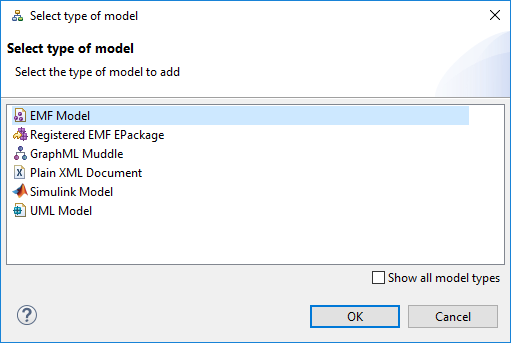 Select type of model
Select type of model
Select the type of model to add
EMF Model
Registered EMF EPackage
GraphML Muddle
Plain XML Document
Simulink Model
UML Model
Show all model types
OK
Cancel